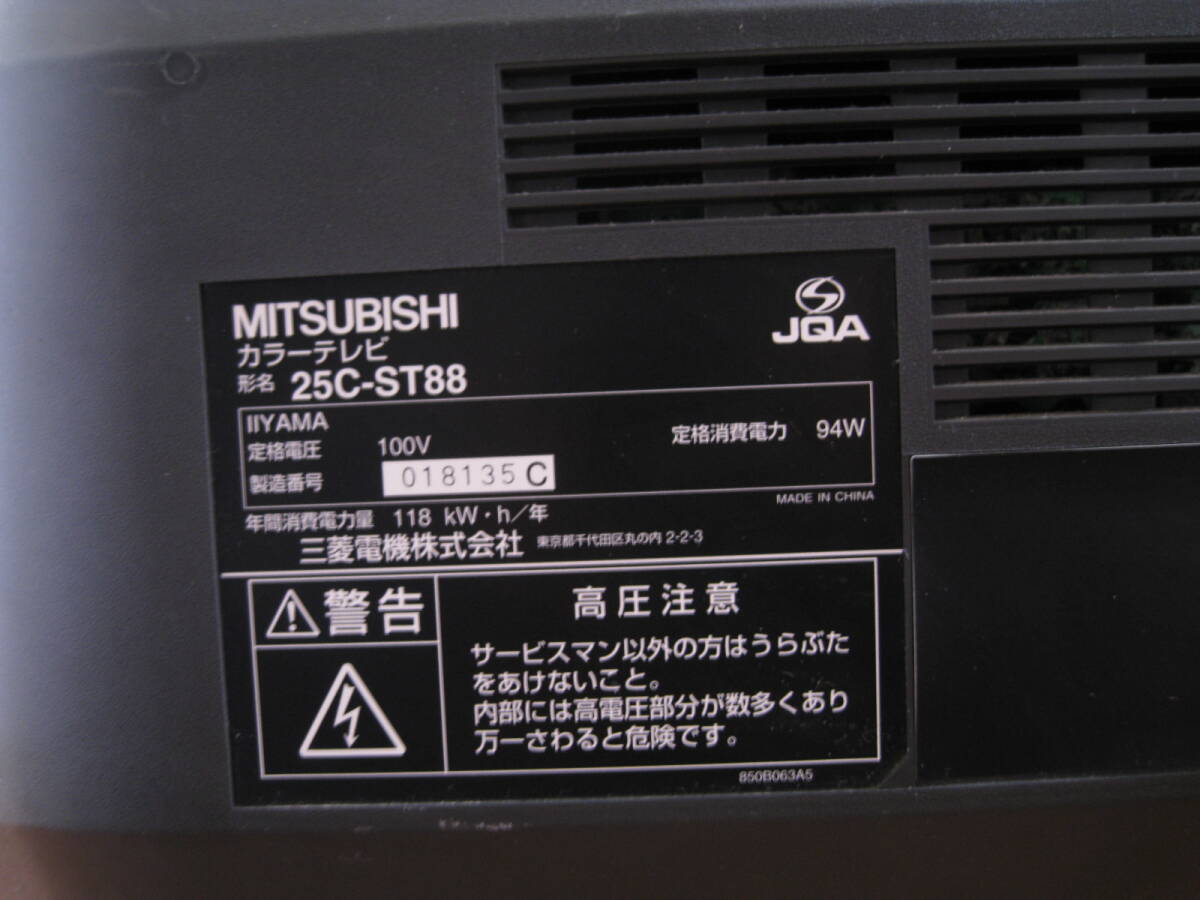 MITSUBISHI
JQA
カラーテレビ
形名 25C-ST88
IIYAMA
定格電圧 100V 定格消費電力 94W
製造番号 018135 C
MADE IN CHINA
年間消費電力量 118 kW・h/年
三菱電機株式会社 東京都千代田区丸の内 2-2-3
警告
高圧注意
サービスマン以外の方はうらぶた
をあけないこと。
内部には高電圧部分が数多くあり
万一さわると危険です。
850B063A5